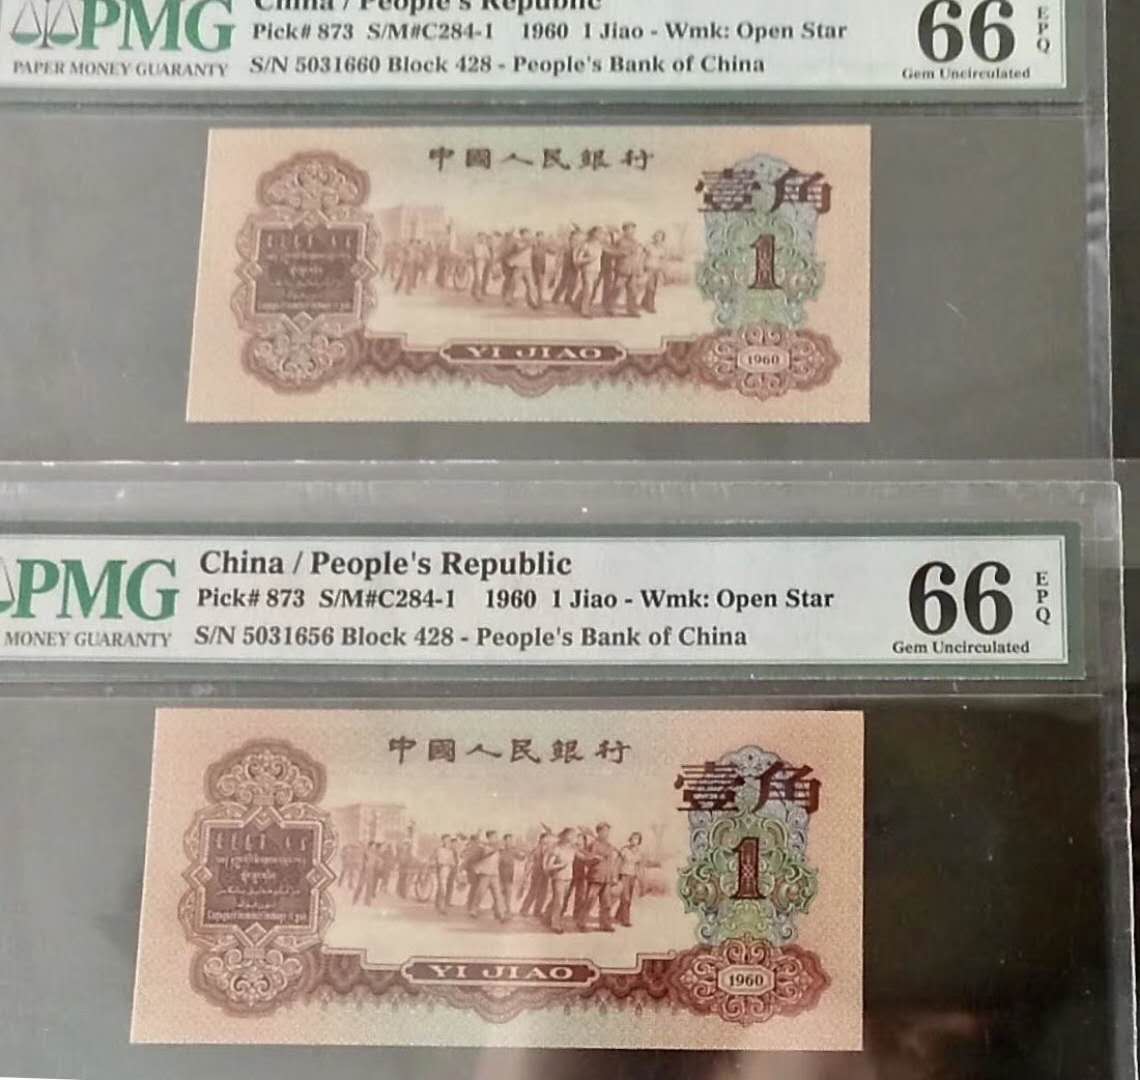 PMG
PAPER MONEY GUARANTY
China / People's Republic
Pick# 873 S/M#C284-1 1960 1 Jiao - Wmk: Open Star
S/N 5031660 Block 428 - People's Bank of China
66
EPQ
Gem Uncirculated
中國人民銀行
壹角
1
YI JIAO
1960
PMG
MONEY GUARANTY
China / People's Republic
Pick# 873 S/M#C284-1 1960 1 Jiao - Wmk: Open Star
S/N 5031656 Block 428 - People's Bank of China
66
EPQ
Gem Uncirculated
中國人民銀行
壹角
1
YI JIAO
1960